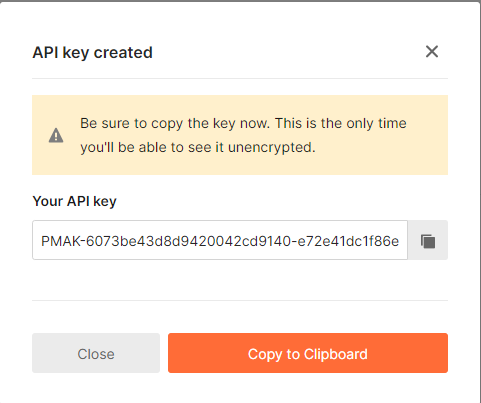 API key created
Be sure to copy the key now. This is the only time
you'll be able to see it unencrypted.
Your API key
PMAK-6073be43d8d9420042cd9140-e72e41dc1f86e
Close
Copy to Clipboard